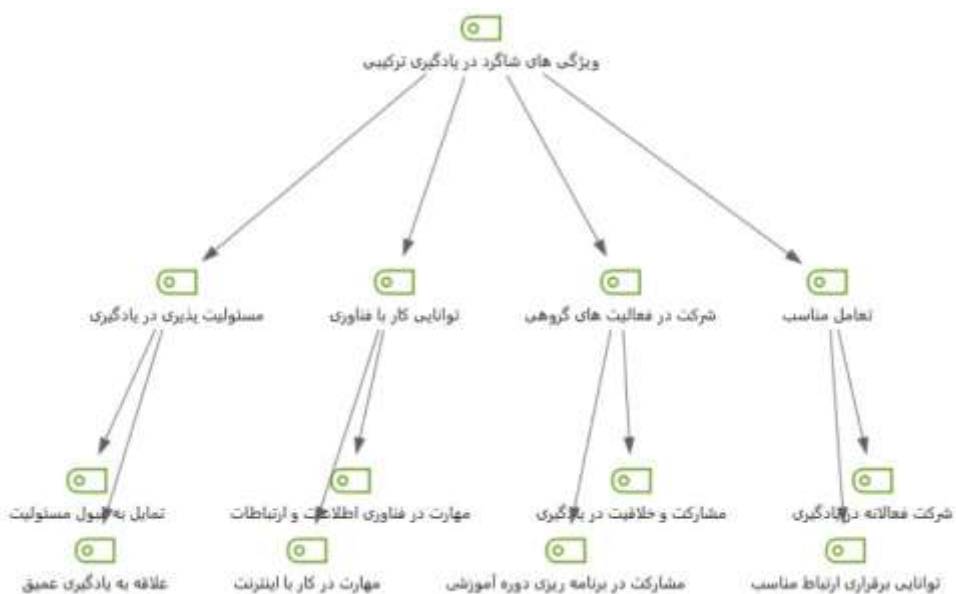 ویژگی های شاگرد در یادگیری ترکیبی
تعامل مناسب
شرکت در فعالیت های گروهی
توانایی کار با فناوری
مسئولیت پذیری در یادگیری
شرکت فعالانه در یادگیری
مشارکت و خلاقیت در یادگیری
مهارت در فناوری اطلاعات و ارتباطات
تمایل به قبول مسئولیت
توانایی برقراری ارتباط مناسب
مشارکت در برنامه ریزی دوره آموزشی
مهارت در کار با اینترنت
علاقه به یادگیری عمیق